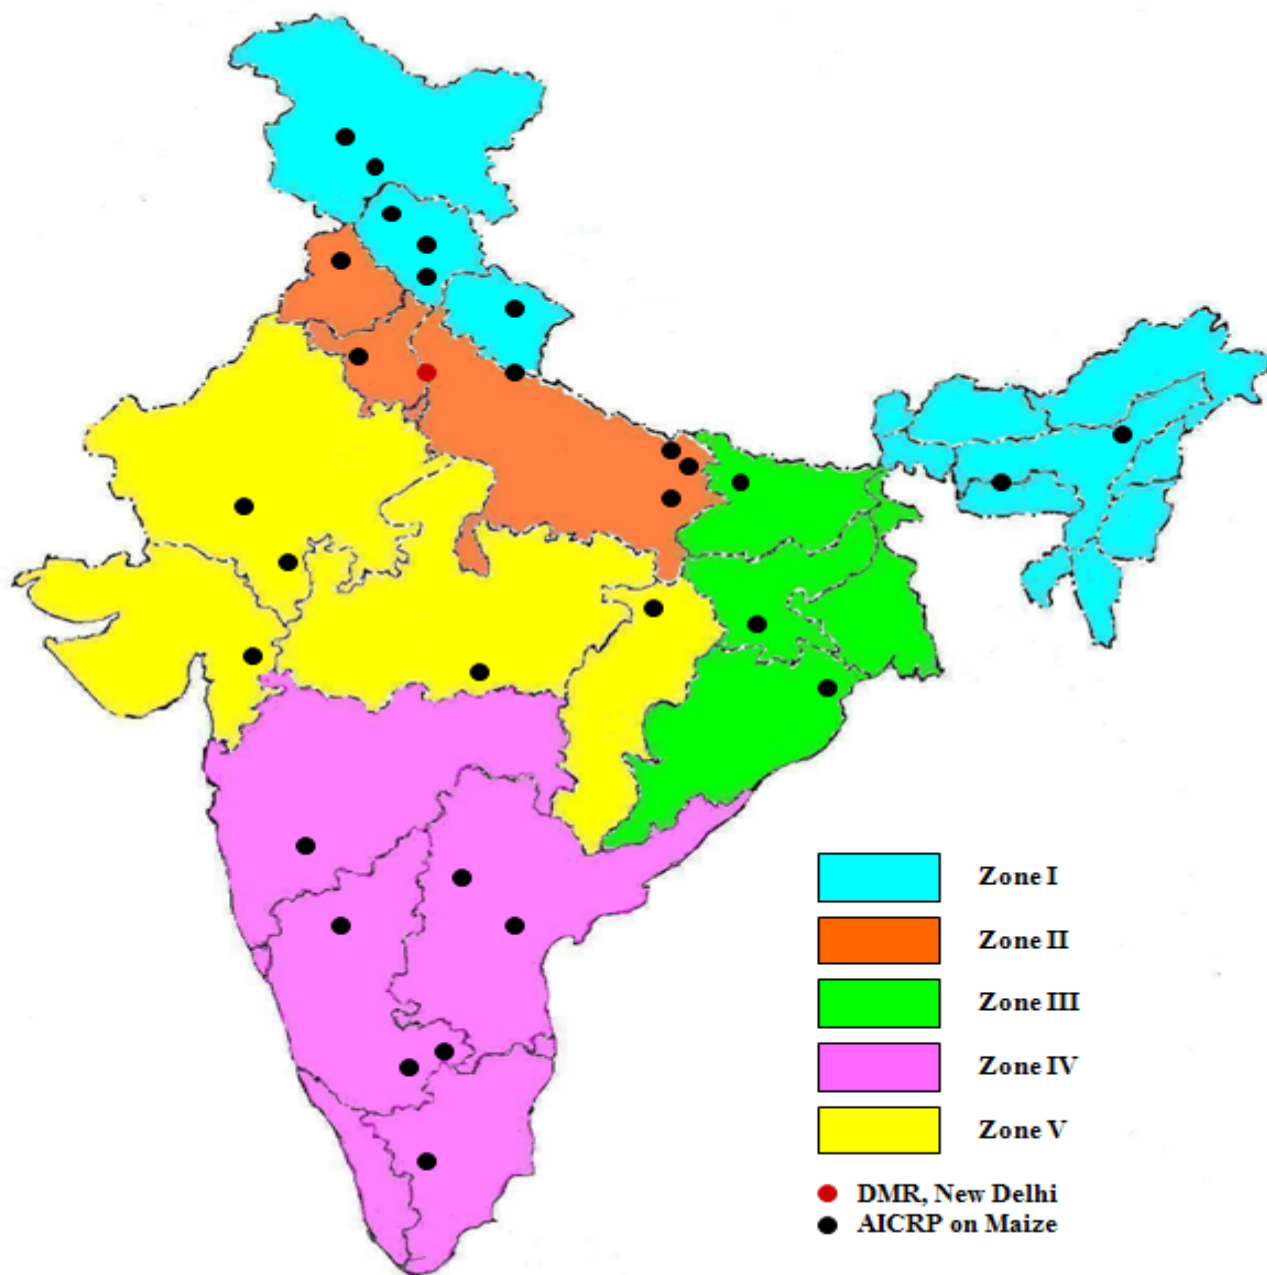 Zone I
Zone II
Zone III
Zone IV
Zone V
DMR, New Delhi
AICRP on Maize